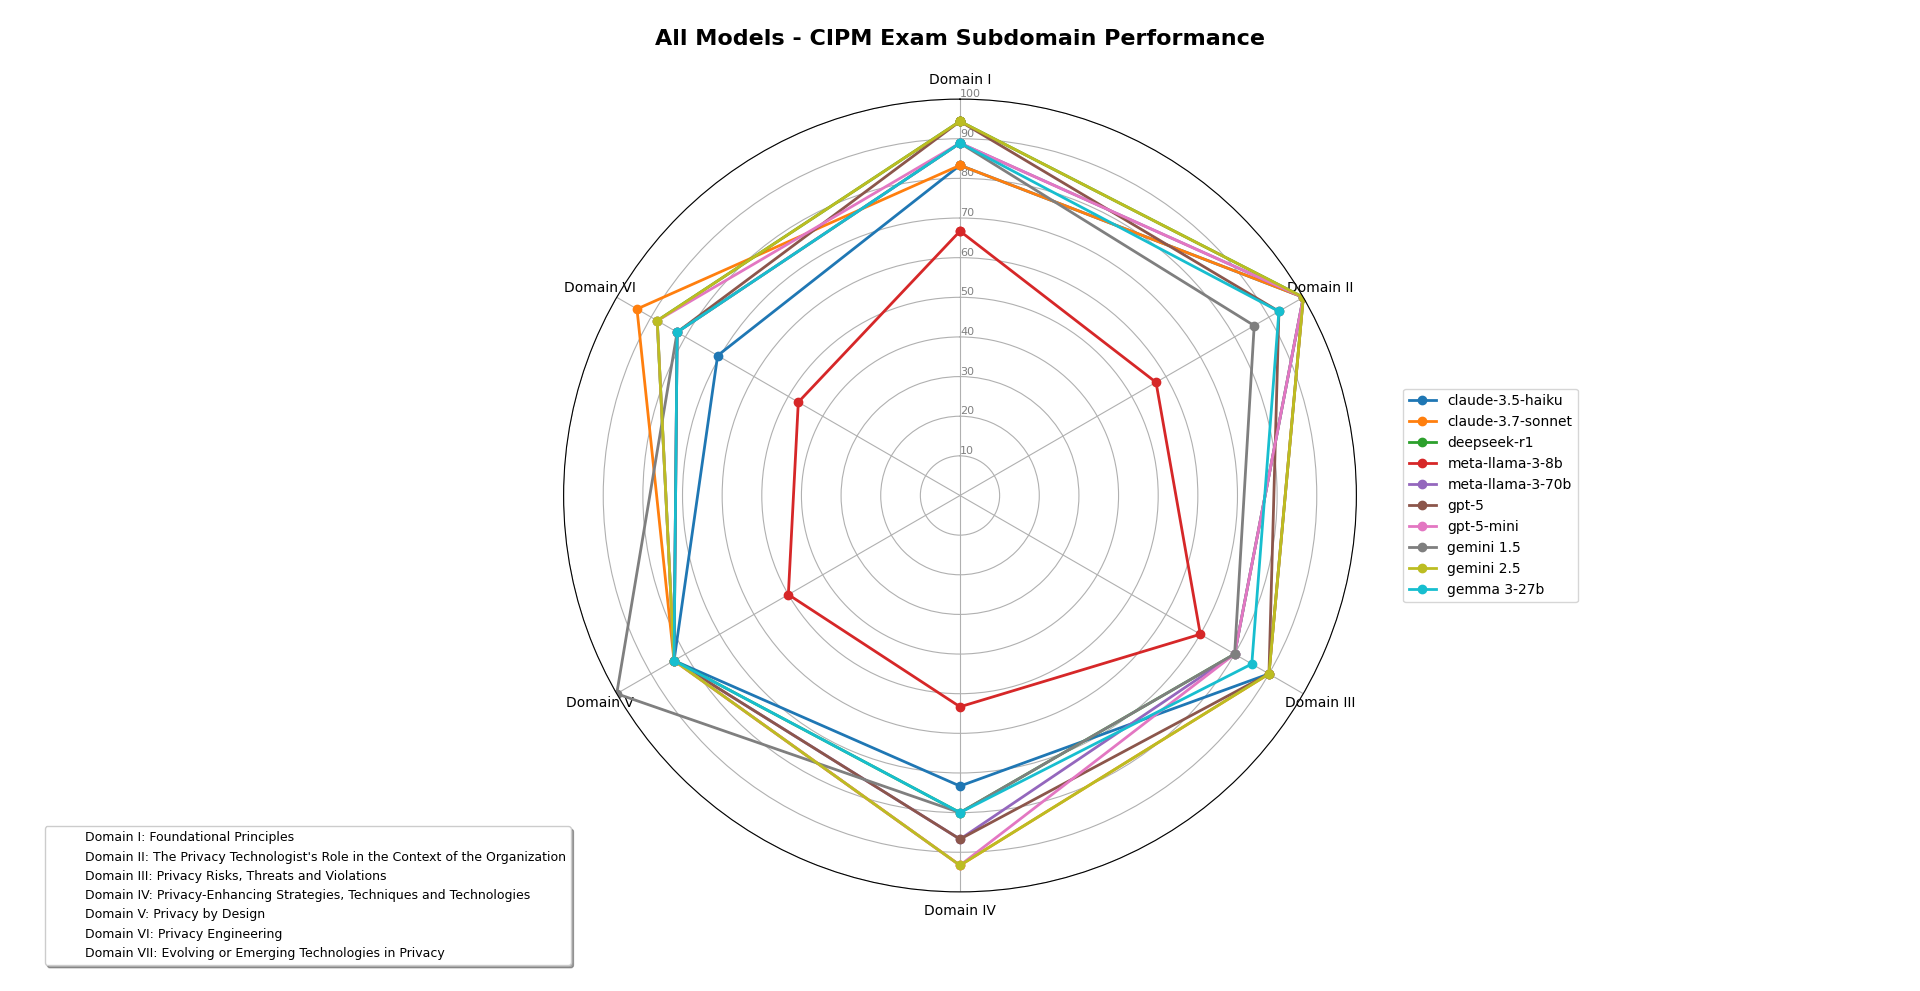 All Models - CIPM Exam Subdomain Performance
Domain I
100
90
80
70
60
50
40
30
20
10
Domain VI
Domain II
Domain V
Domain III
Domain IV
claude-3.5-haiku
claude-3.7-sonnet
deepseek-r1
meta-llama-3-8b
meta-llama-3-70b
gpt-5
gpt-5-mini
gemini 1.5
gemini 2.5
gemma 3-27b
Domain I: Foundational Principles
Domain II: The Privacy Technologist's Role in the Context of the Organization
Domain III: Privacy Risks, Threats and Violations
Domain IV: Privacy-Enhancing Strategies, Techniques and Technologies
Domain V: Privacy by Design
Domain VI: Privacy Engineering
Domain VII: Evolving or Emerging Technologies in Privacy